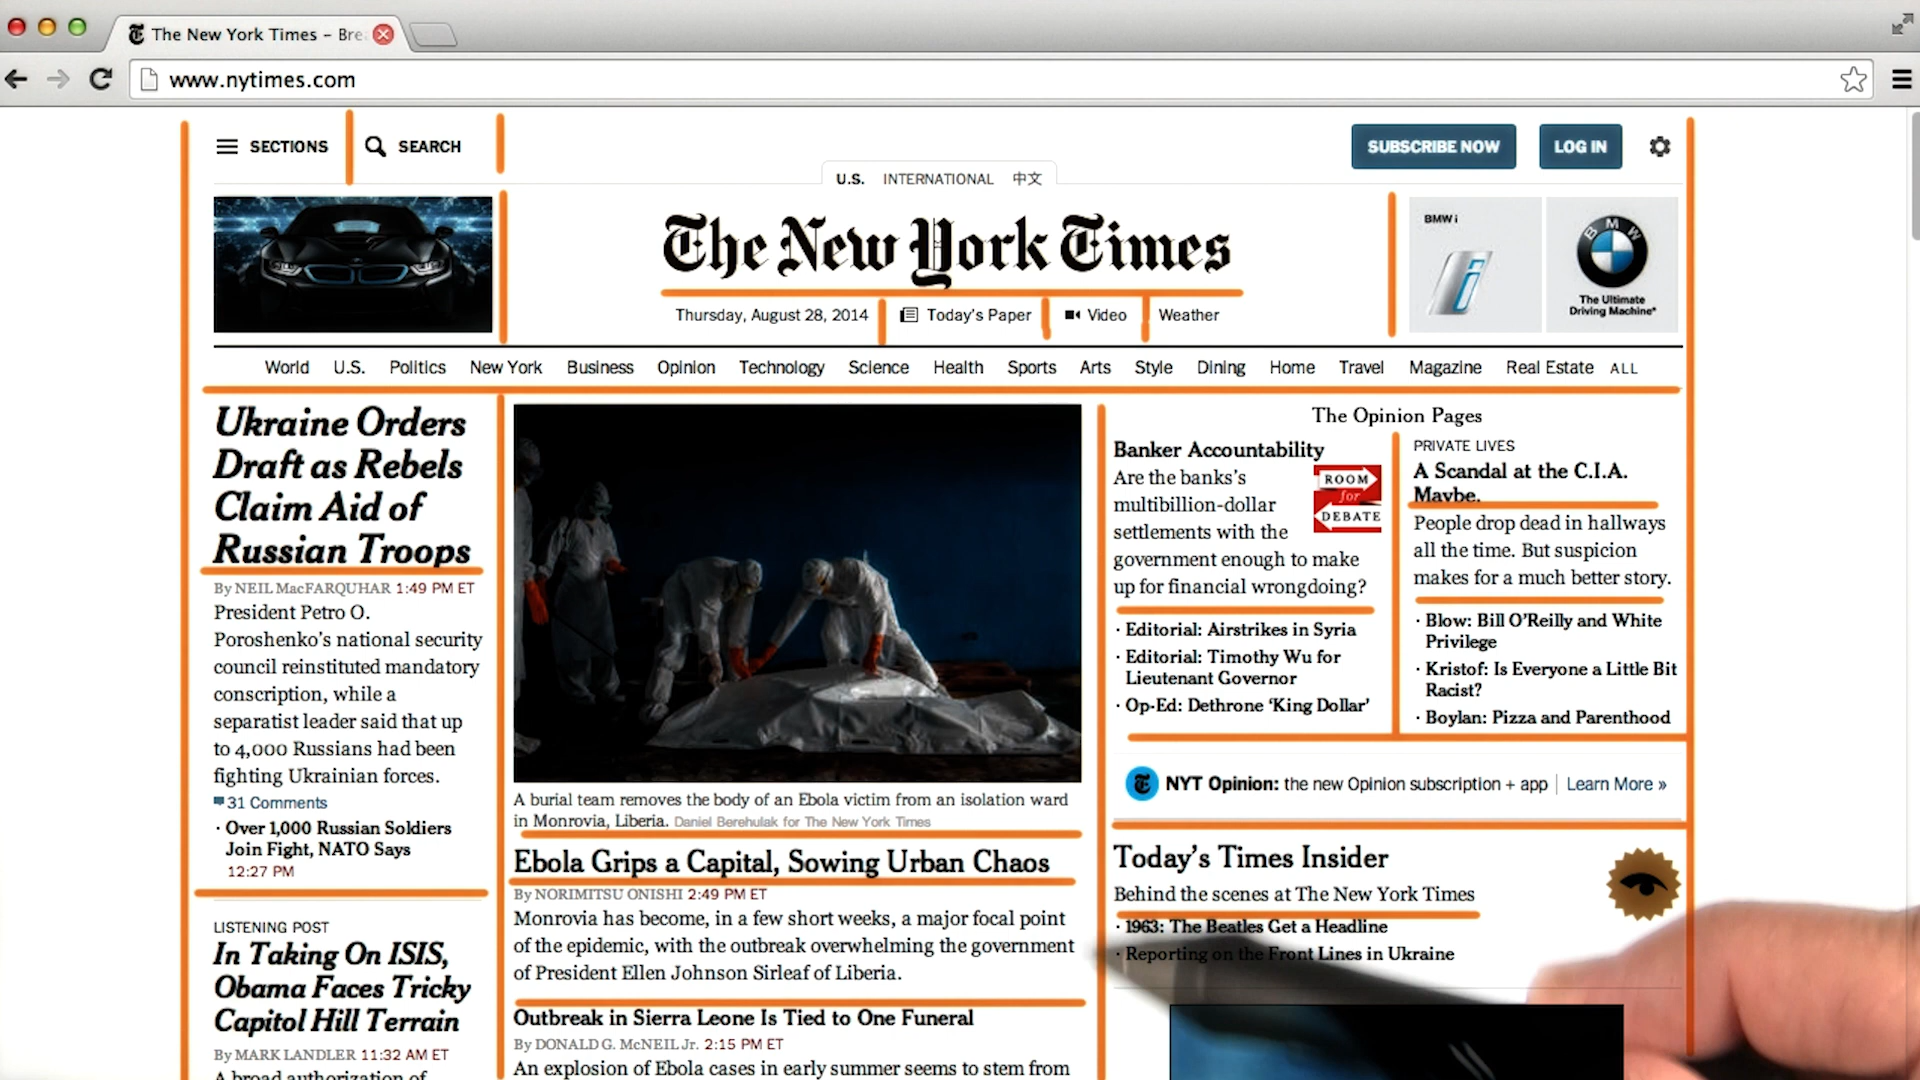 The New York Times - Bre
www.nytimes.com
SECTIONS
SEARCH
SUBSCRIBE NOW
LOG IN
U.S. INTERNATIONAL 中文
The New York Times
BMW i
BMW
The Ultimate
Driving Machine®
Thursday, August 28, 2014
Today's Paper
Video
Weather
World U.S. Politics New York Business Opinion Technology Science Health Sports Arts Style Dining Home Travel Magazine Real Estate ALL
Ukraine Orders
Draft as Rebels
Claim Aid of
Russian Troops
By NEIL MacFARQUHAR 1:49 PM ET
President Petro O.
Poroshenko's national security
council reinstituted mandatory
conscription, while a
separatist leader said that up
to 4,000 Russians had been
fighting Ukrainian forces.
31 Comments
· Over 1,000 Russian Soldiers
Join Fight, NATO Says
12:27 PM
LISTENING POST
In Taking On ISIS,
Obama Faces Tricky
Capitol Hill Terrain
By MARK LANDLER 11:32 AM ET
A broad authorization of
A burial team removes the body of an Ebola victim from an isolation ward
in Monrovia, Liberia. Daniel Berehulak for The New York Times
Ebola Grips a Capital, Sowing Urban Chaos
By NORIMITSU ONISHI 2:49 PM ET
Monrovia has become, in a few short weeks, a major focal point
of the epidemic, with the outbreak overwhelming the government
of President Ellen Johnson Sirleaf of Liberia.
Outbreak in Sierra Leone Is Tied to One Funeral
By DONALD G. McNEIL Jr. 2:15 PM ET
An explosion of Ebola cases in early summer seems to stem from
The Opinion Pages
Banker Accountability
Are the banks's
multibillion-dollar
settlements with the
government enough to make
up for financial wrongdoing?
ROOM
for
DEBATE
· Editorial: Airstrikes in Syria
· Editorial: Timothy Wu for
Lieutenant Governor
· Op-Ed: Dethrone 'King Dollar'
PRIVATE LIVES
A Scandal at the C.I.A.
Maybe.
People drop dead in hallways
all the time. But suspicion
makes for a much better story.
· Blow: Bill O'Reilly and White
Privilege
· Kristof: Is Everyone a Little Bit
Racist?
· Boylan: Pizza and Parenthood
NYT Opinion: the new Opinion subscription + app | Learn More »
Today's Times Insider
Behind the scenes at The New York Times
· 1963: The Beatles Get a Headline
· Reporting on the Front Lines in Ukraine